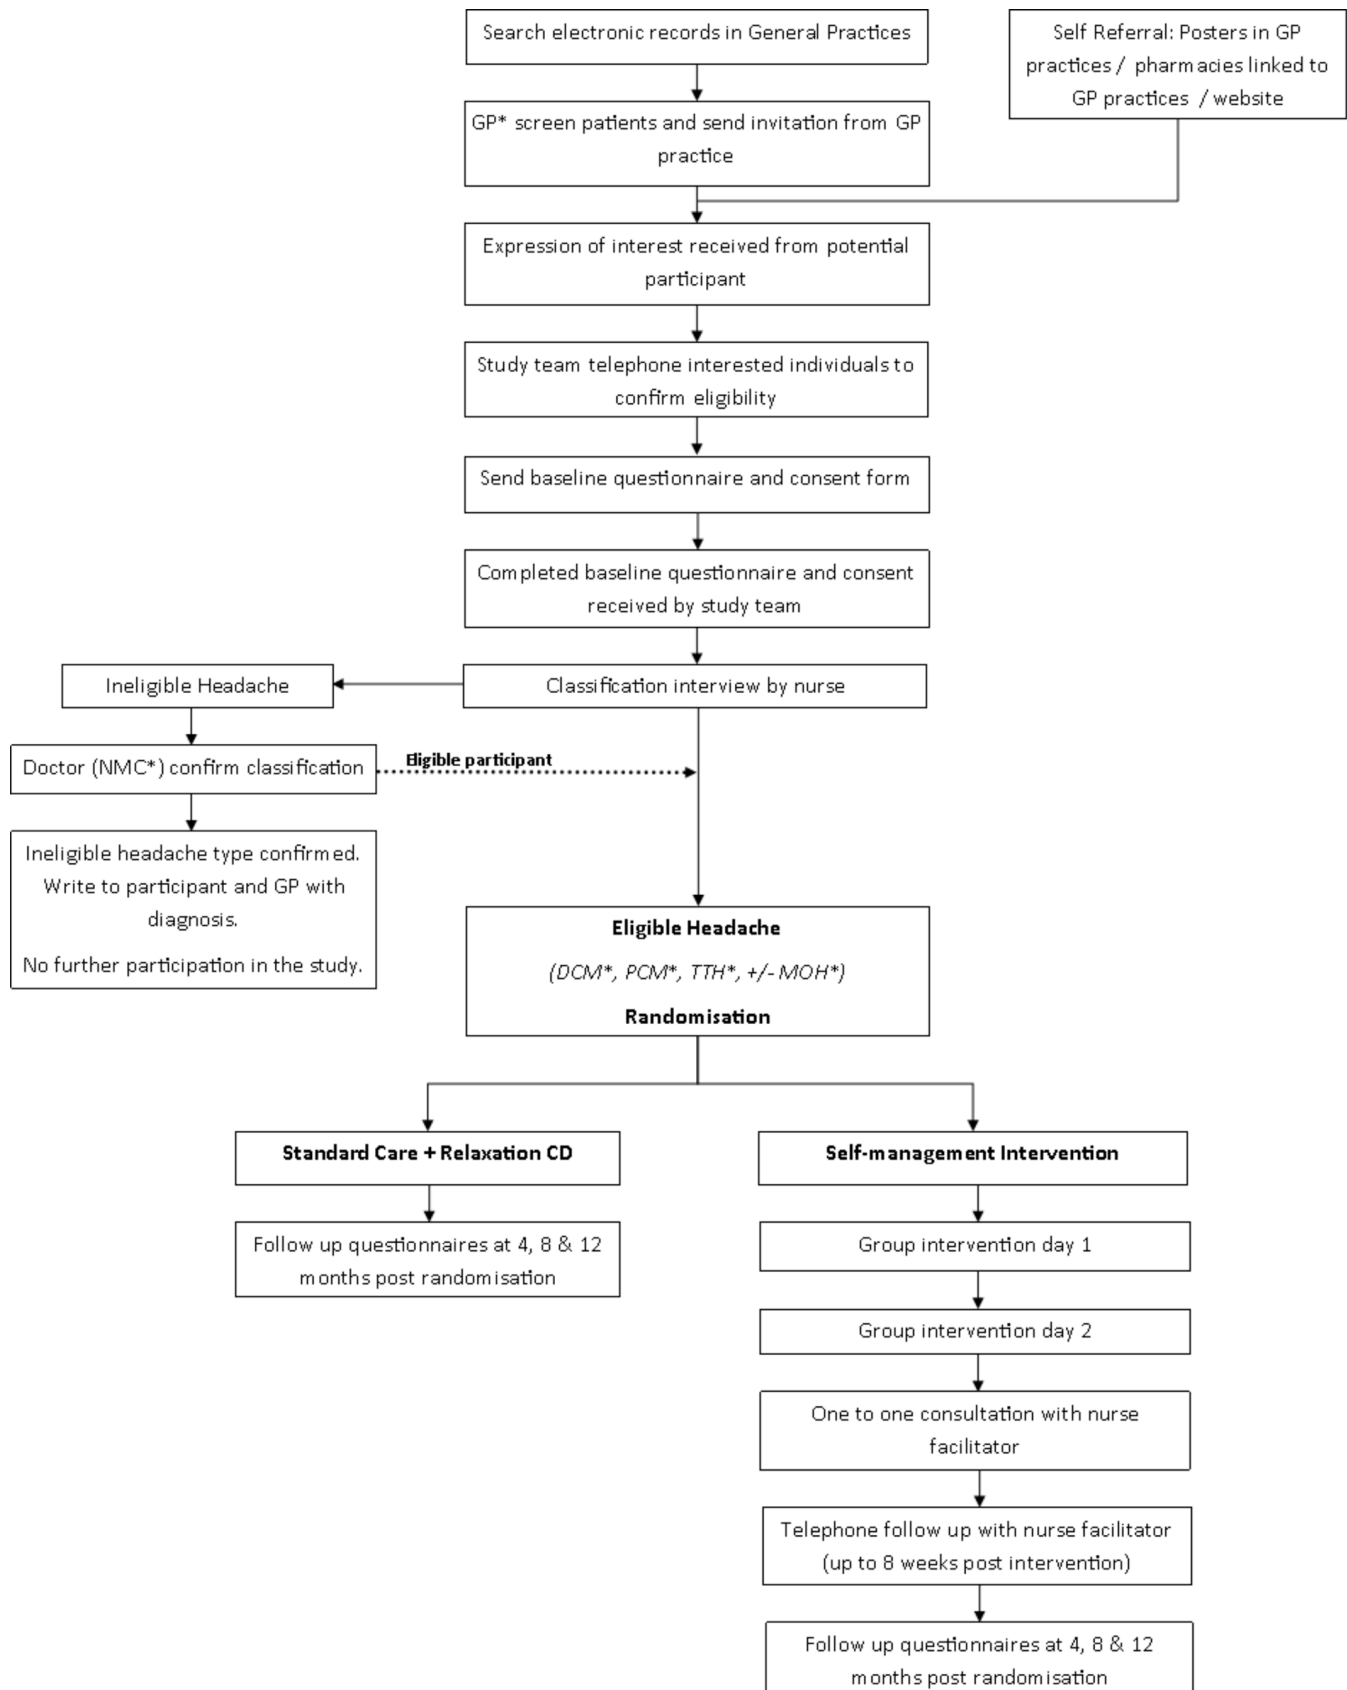 Search electronic records in General Practices
Self Referral: Posters in GP
practices / pharmacies linked to
GP practices / website
GP* screen patients and send invitation from GP
practice
Expression of interest received from potential
participant
Study team telephone interested individuals to
confirm eligibility
Send baseline questionnaire and consent form
Completed baseline questionnaire and consent
received by study team
Ineligible Headache
Classification interview by nurse
Doctor (NMC*) confirm classification
Eligible participant
Ineligible headache type confirmed.
Write to participant and GP with
diagnosis.
No further participation in the study.
Eligible Headache
(DCM*, PCM*, TTH*, +/- MOH*)
Randomisation
Standard Care + Relaxation CD
Self-management Intervention
Follow up questionnaires at 4, 8 & 12
months post randomisation
Group intervention day 1
Group intervention day 2
One to one consultation with nurse
facilitator
Telephone follow up with nurse facilitator
(up to 8 weeks post intervention)
Follow up questionnaires at 4, 8 & 12
months post randomisation